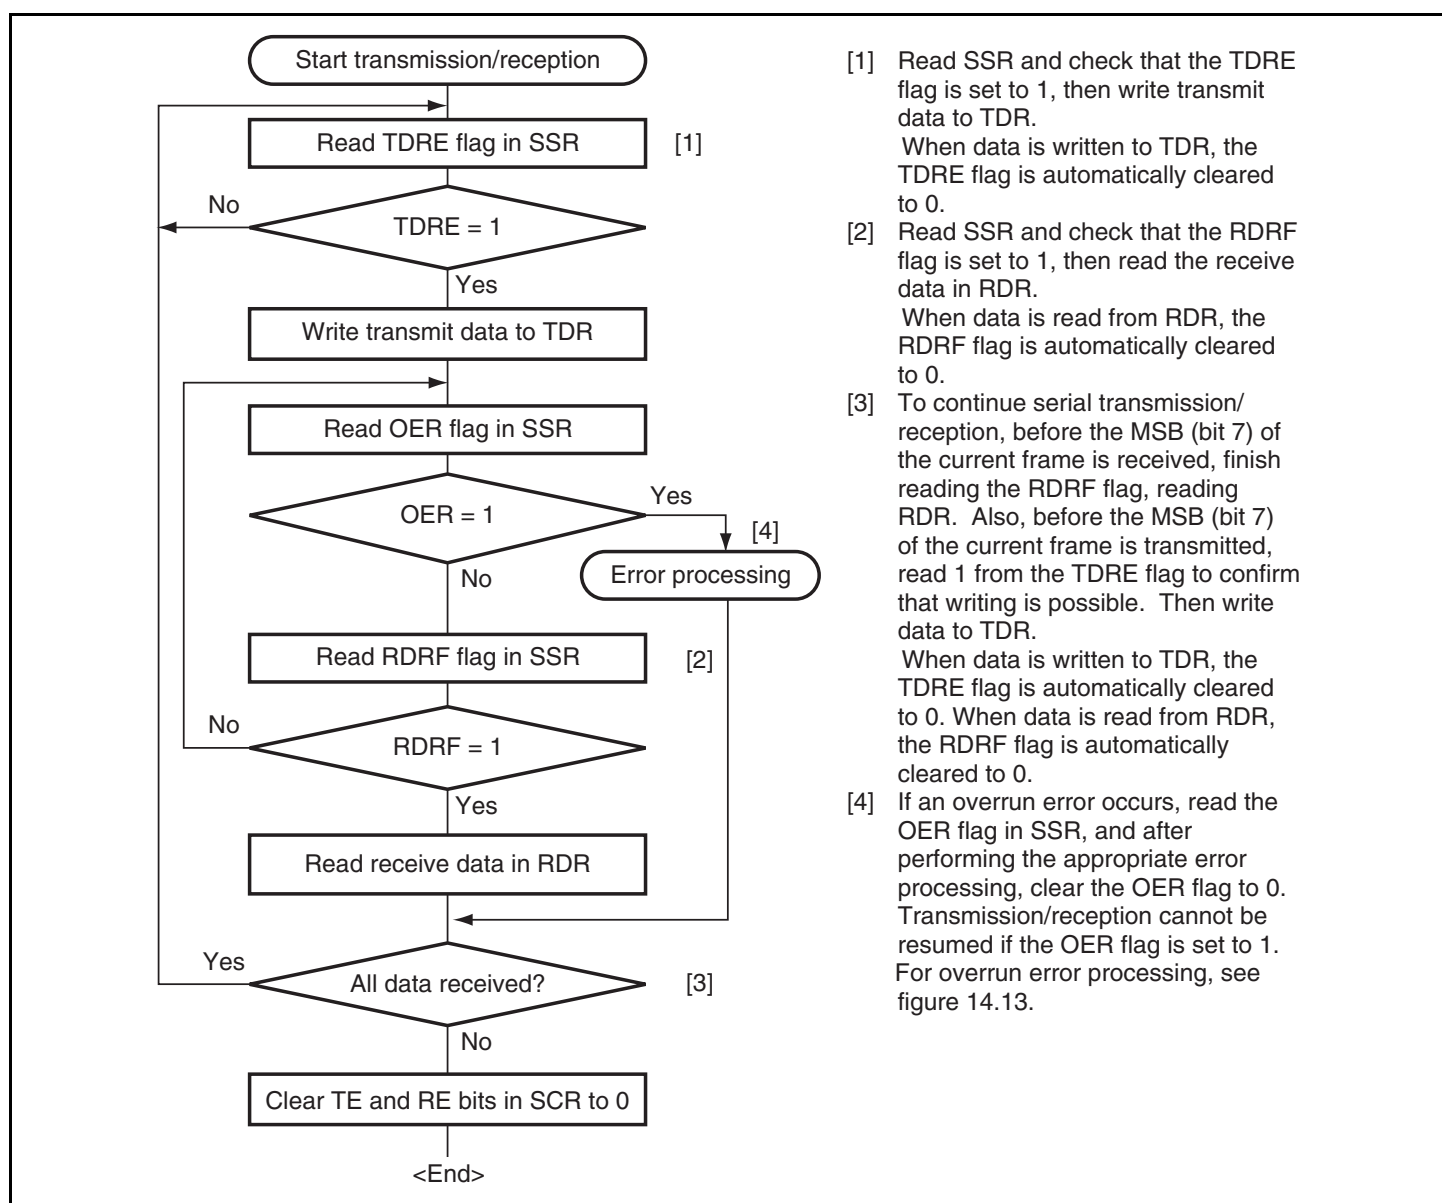 Start transmission/reception
Read TDRE flag in SSR
[1]
No
TDRE = 1
Yes
Write transmit data to TDR
Read OER flag in SSR
Yes
OER = 1
[4]
No
Error processing
Read RDRF flag in SSR
[2]
No
RDRF = 1
Yes
Read receive data in RDR
Yes
All data received?
[3]
No
Clear TE and RE bits in SCR to 0
<End>
[1] Read SSR and check that the TDRE
flag is set to 1, then write transmit
data to TDR.
When data is written to TDR, the
TDRE flag is automatically cleared
to 0.
[2] Read SSR and check that the RDRF
flag is set to 1, then read the receive
data in RDR.
When data is read from RDR, the
RDRF flag is automatically cleared
to 0.
[3] To continue serial transmission/
reception, before the MSB (bit 7) of
the current frame is received, finish
reading the RDRF flag, reading
RDR. Also, before the MSB (bit 7)
of the current frame is transmitted,
read 1 from the TDRE flag to confirm
that writing is possible. Then write
data to TDR.
When data is written to TDR, the
TDRE flag is automatically cleared
to 0. When data is read from RDR,
the RDRF flag is automatically
cleared to 0.
[4] If an overrun error occurs, read the
OER flag in SSR, and after
performing the appropriate error
processing, clear the OER flag to 0.
Transmission/reception cannot be
resumed if the OER flag is set to 1.
For overrun error processing, see
figure 14.13.